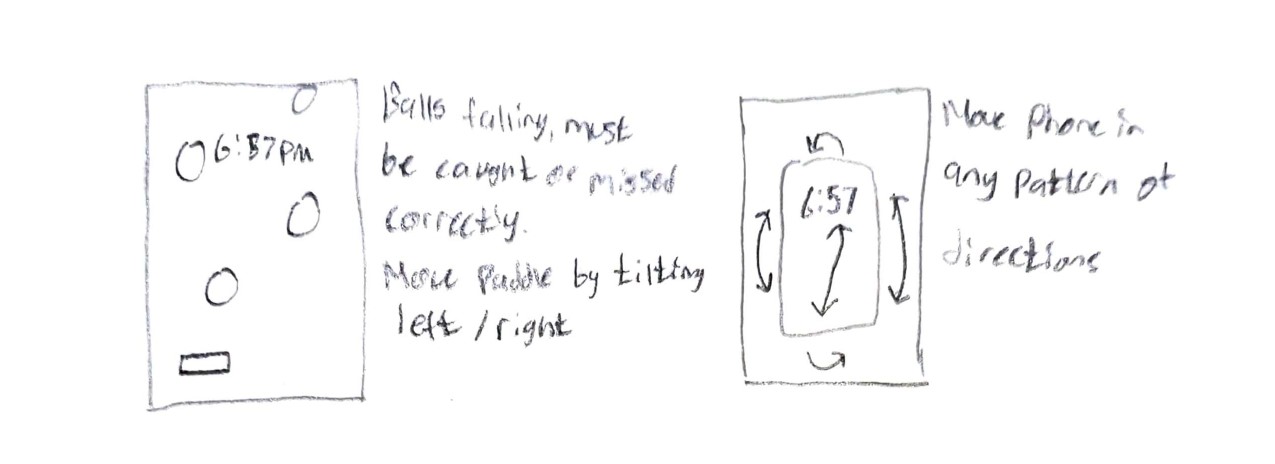 6:57PM
Balls falling, must
be caught or missed
correctly.
Move Paddle by tilting
left/right
6:57
Move Phone in
any pattern of
directions